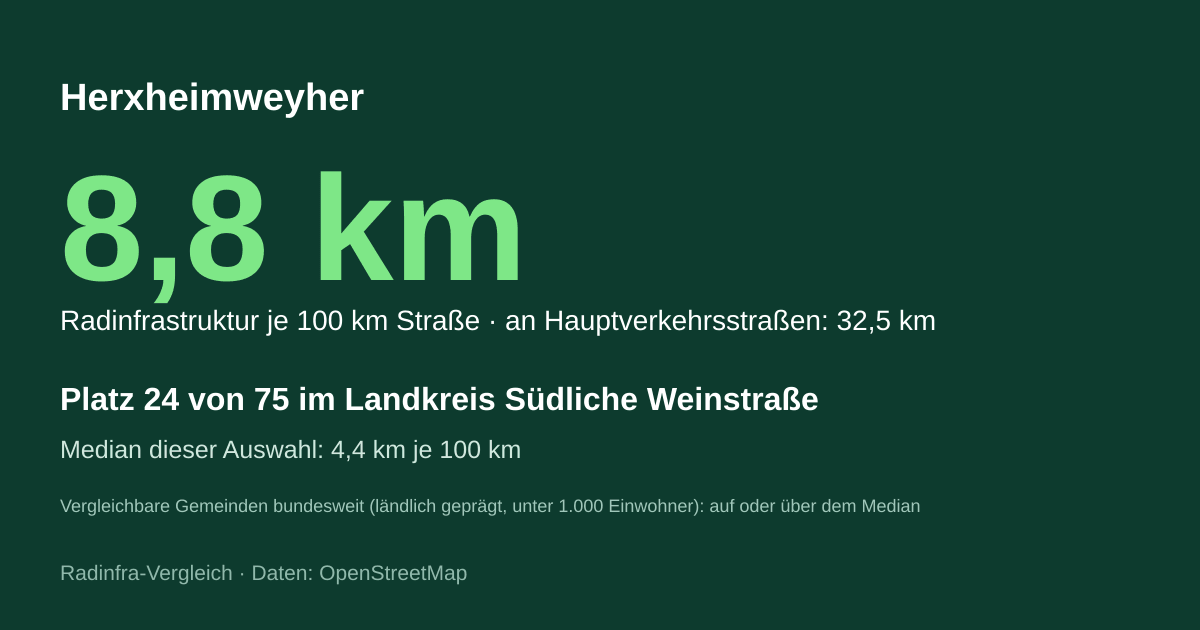 Herxheimweyher
8,8 km
Radinfrastruktur je 100 km Straße · an Hauptverkehrsstraßen: 32,5 km
Platz 24 von 75 im Landkreis Südliche Weinstraße
Median dieser Auswahl: 4,4 km je 100 km
Vergleichbare Gemeinden bundesweit (ländlich geprägt, unter 1.000 Einwohner): auf oder über dem Median
Radinfra-Vergleich · Daten: OpenStreetMap